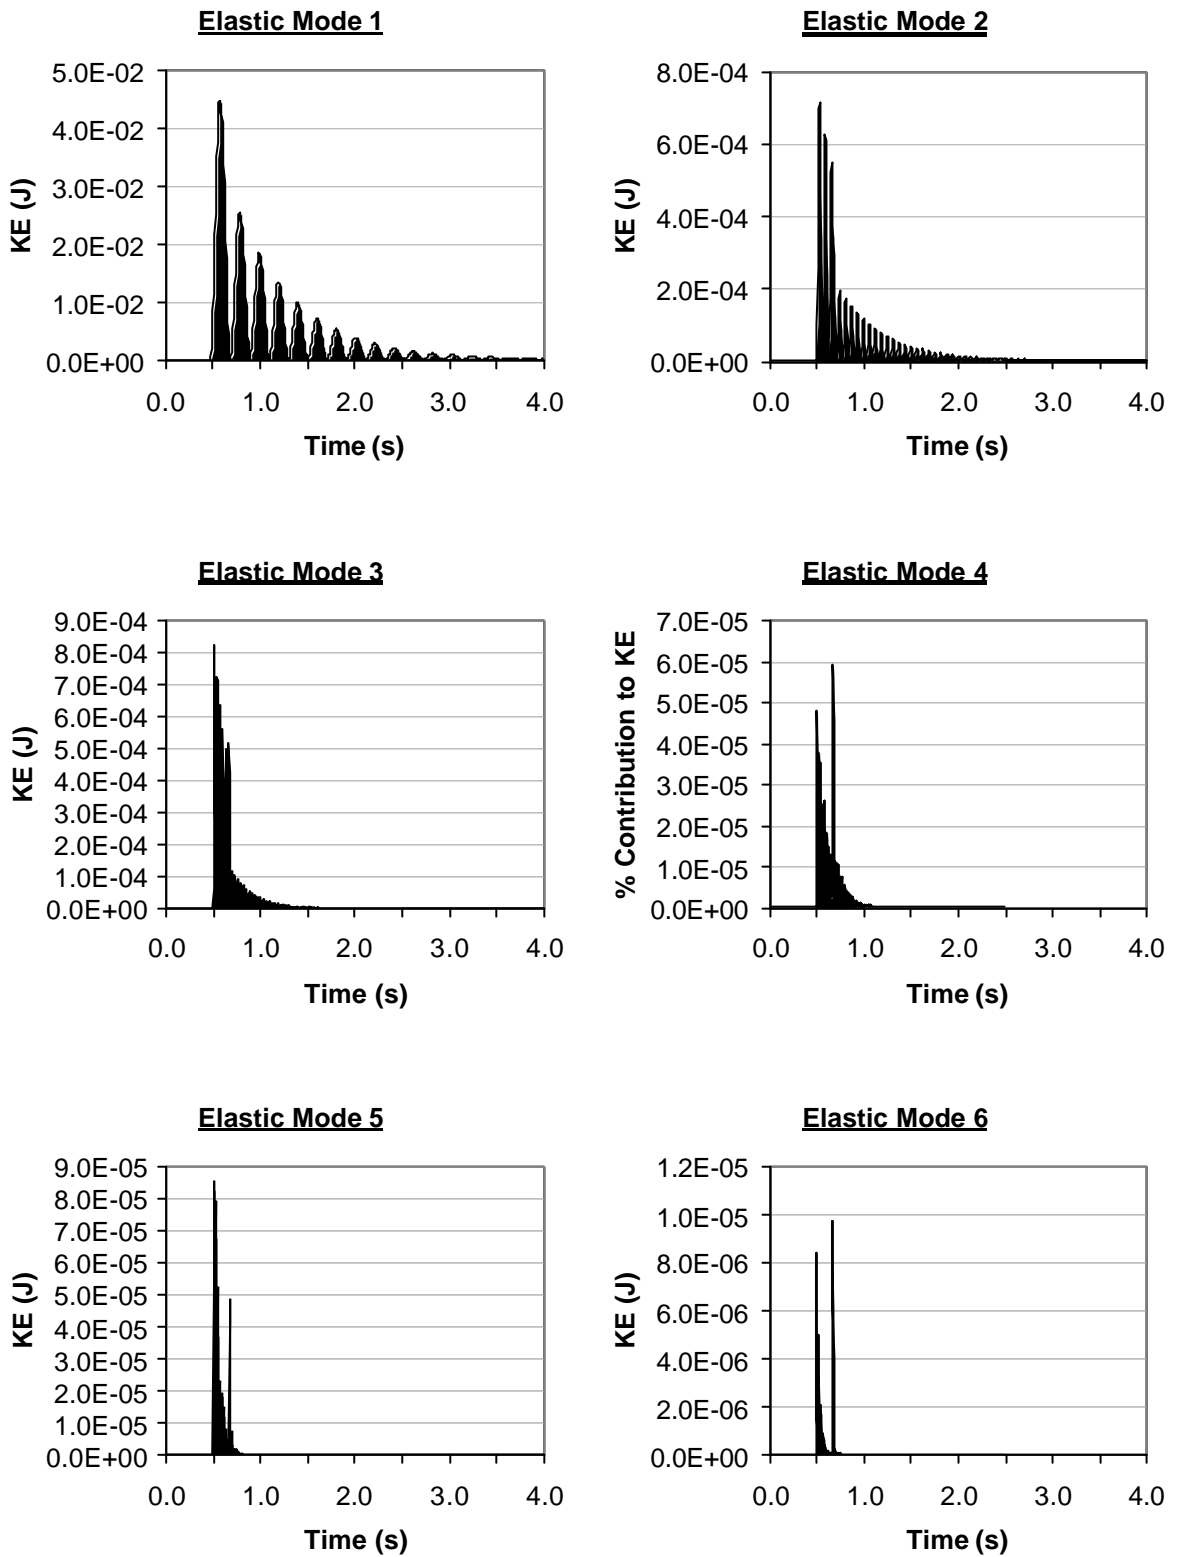 Elastic Mode 1
5.0E-02
4.0E-02
3.0E-02
2.0E-02
1.0E-02
0.0E+00
KE (J)
0.0 1.0 2.0 3.0 4.0
Time (s)
Elastic Mode 2
8.0E-04
6.0E-04
4.0E-04
2.0E-04
0.0E+00
KE (J)
0.0 1.0 2.0 3.0 4.0
Time (s)
Elastic Mode 3
9.0E-04
8.0E-04
7.0E-04
6.0E-04
5.0E-04
4.0E-04
3.0E-04
2.0E-04
1.0E-04
0.0E+00
KE (J)
0.0 1.0 2.0 3.0 4.0
Time (s)
Elastic Mode 4
7.0E-05
6.0E-05
5.0E-05
4.0E-05
3.0E-05
2.0E-05
1.0E-05
0.0E+00
% Contribution to KE
0.0 1.0 2.0 3.0 4.0
Time (s)
Elastic Mode 5
9.0E-05
8.0E-05
7.0E-05
6.0E-05
5.0E-05
4.0E-05
3.0E-05
2.0E-05
1.0E-05
0.0E+00
KE (J)
0.0 1.0 2.0 3.0 4.0
Time (s)
Elastic Mode 6
1.2E-05
1.0E-05
8.0E-06
6.0E-06
4.0E-06
2.0E-06
0.0E+00
KE (J)
0.0 1.0 2.0 3.0 4.0
Time (s)